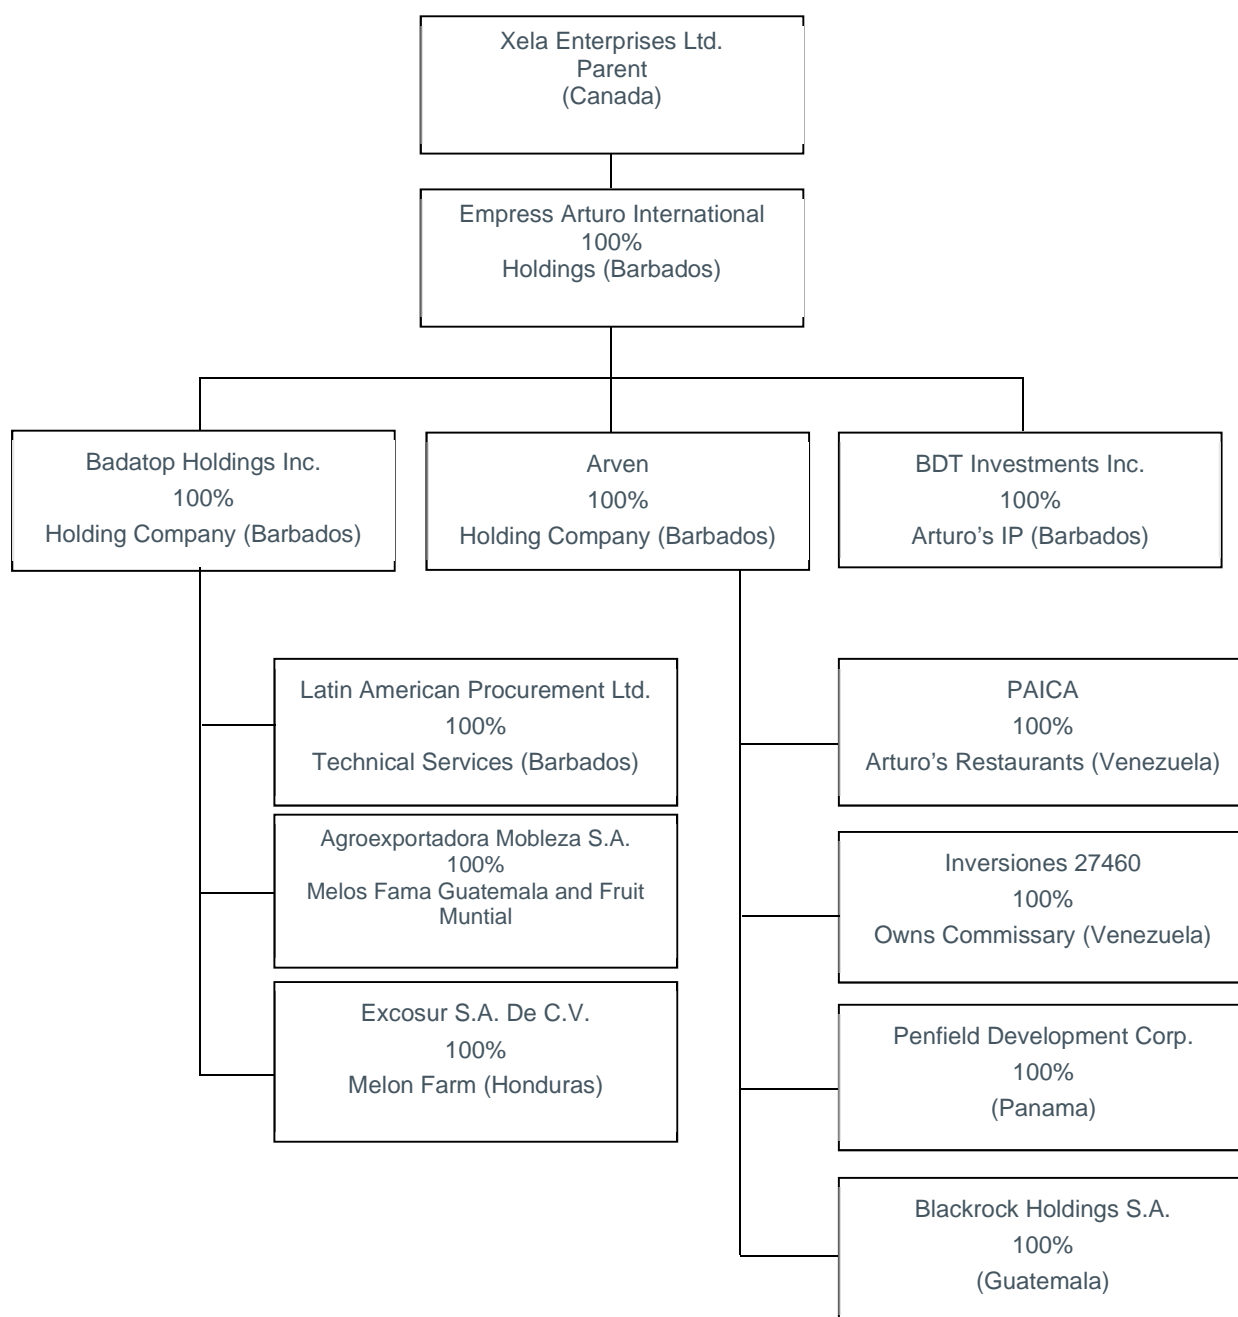 Xela Enterprises Ltd.
Parent
(Canada)
Empress Arturo International
100%
Holdings (Barbados)
Badatop Holdings Inc.
100%
Holding Company (Barbados)
Arven
100%
Holding Company (Barbados)
BDT Investments Inc.
100%
Arturo’s IP (Barbados)
Latin American Procurement Ltd.
100%
Technical Services (Barbados)
Agroexportadora Mobleza S.A.
100%
Melos Fama Guatemala and Fruit
Muntial
Excosur S.A. De C.V.
100%
Melon Farm (Honduras)
PAICA
100%
Arturo’s Restaurants (Venezuela)
Inversiones 27460
100%
Owns Commissary (Venezuela)
Penfield Development Corp.
100%
(Panama)
Blackrock Holdings S.A.
100%
(Guatemala)